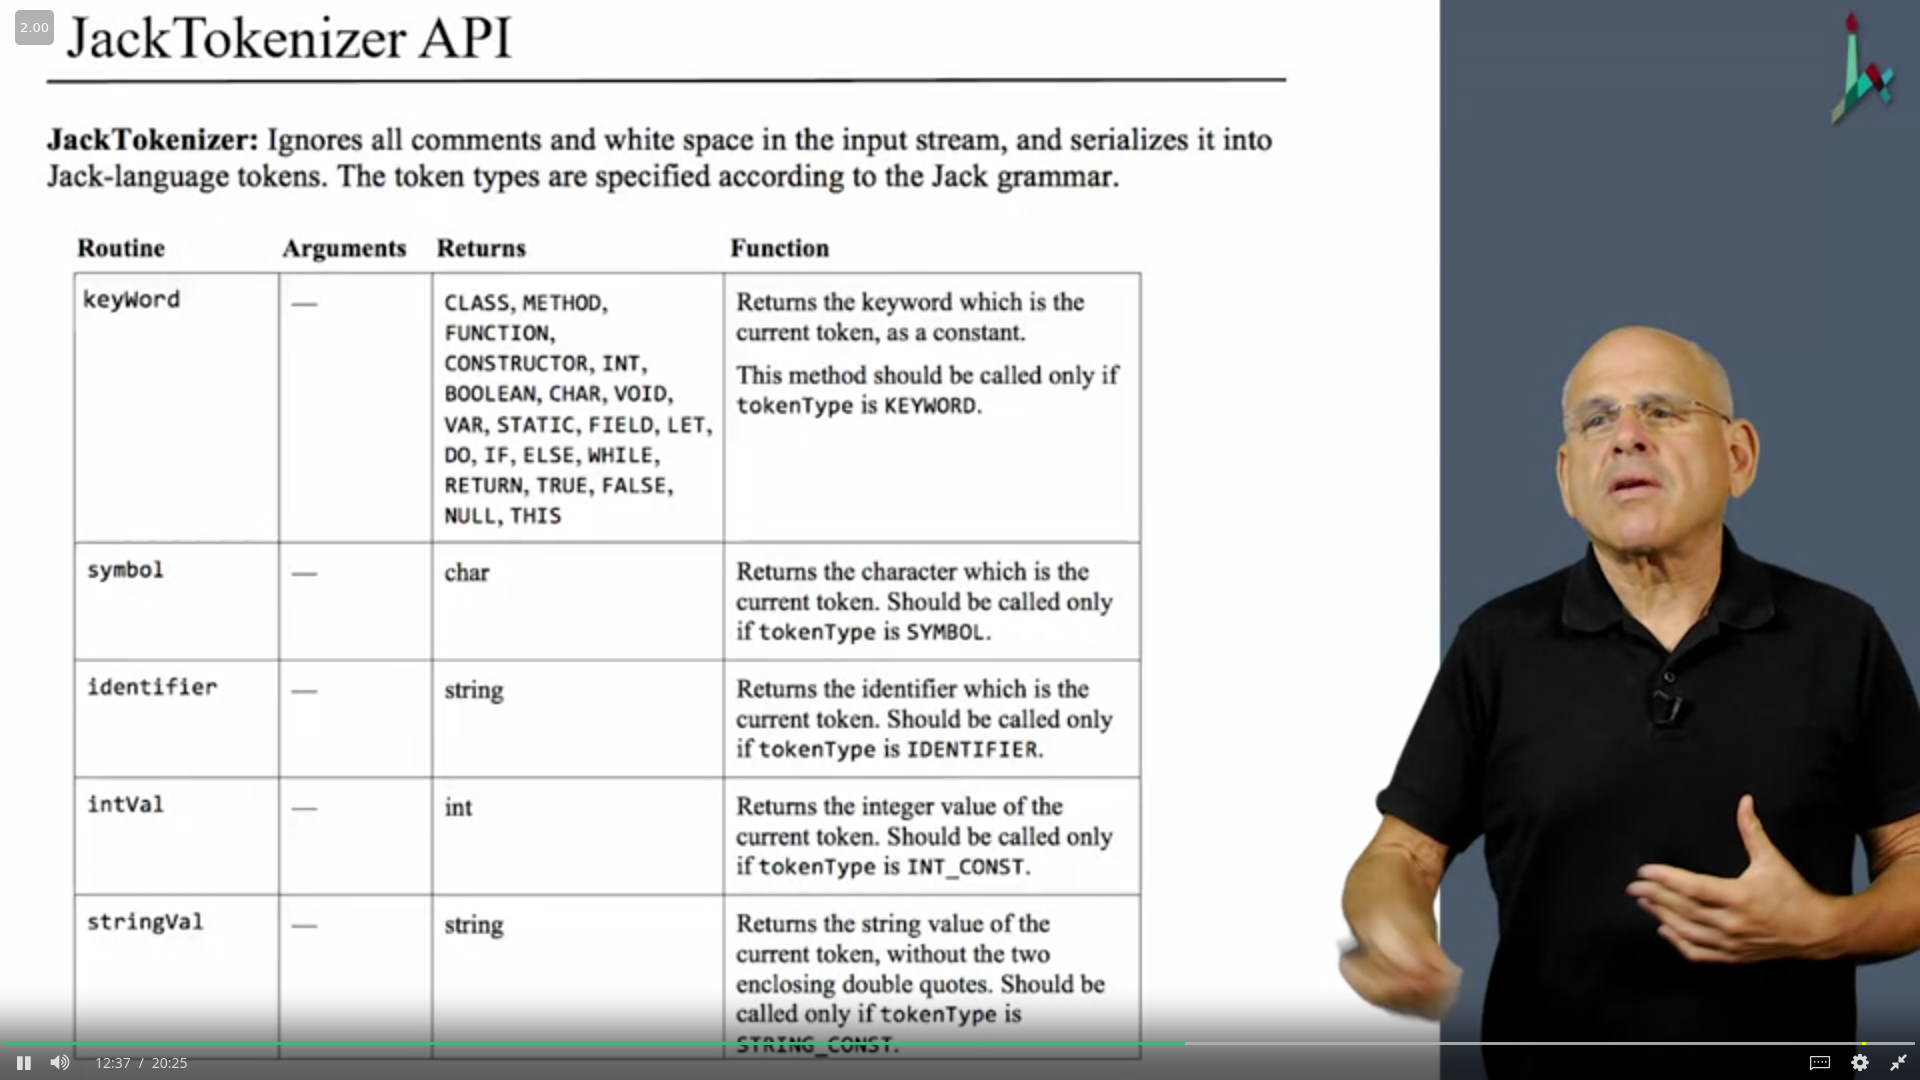 2.00
JackTokenizer API
JackTokenizer: Ignores all comments and white space in the input stream, and serializes it into
Jack-language tokens. The token types are specified according to the Jack grammar.
Routine Arguments Returns Function
keyWord — CLASS, METHOD,
FUNCTION,
CONSTRUCTOR, INT,
BOOLEAN, CHAR, VOID,
VAR, STATIC, FIELD, LET,
DO, IF, ELSE, WHILE,
RETURN, TRUE, FALSE,
NULL, THIS
Returns the keyword which is the
current token, as a constant.
This method should be called only if
tokenType is KEYWORD.
symbol — char
Returns the character which is the
current token. Should be called only
if tokenType is SYMBOL.
identifier — string
Returns the identifier which is the
current token. Should be called only
if tokenType is IDENTIFIER.
intVal — int
Returns the integer value of the
current token. Should be called only
if tokenType is INT_CONST.
stringVal — string
Returns the string value of the
current token, without the two
enclosing double quotes. Should be
called only if tokenType is
STRING_CONST.
12:37 / 20:25